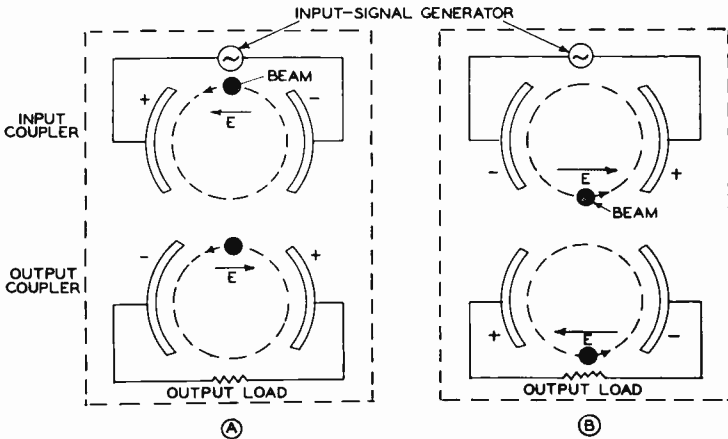 INPUT-SIGNAL GENERATOR
~
~
BEAM
+
-
E
INPUT
COUPLER
-
+
E
BEAM
OUTPUT
COUPLER
-
+
E
+
-
E
OUTPUT LOAD
OUTPUT LOAD
A
B